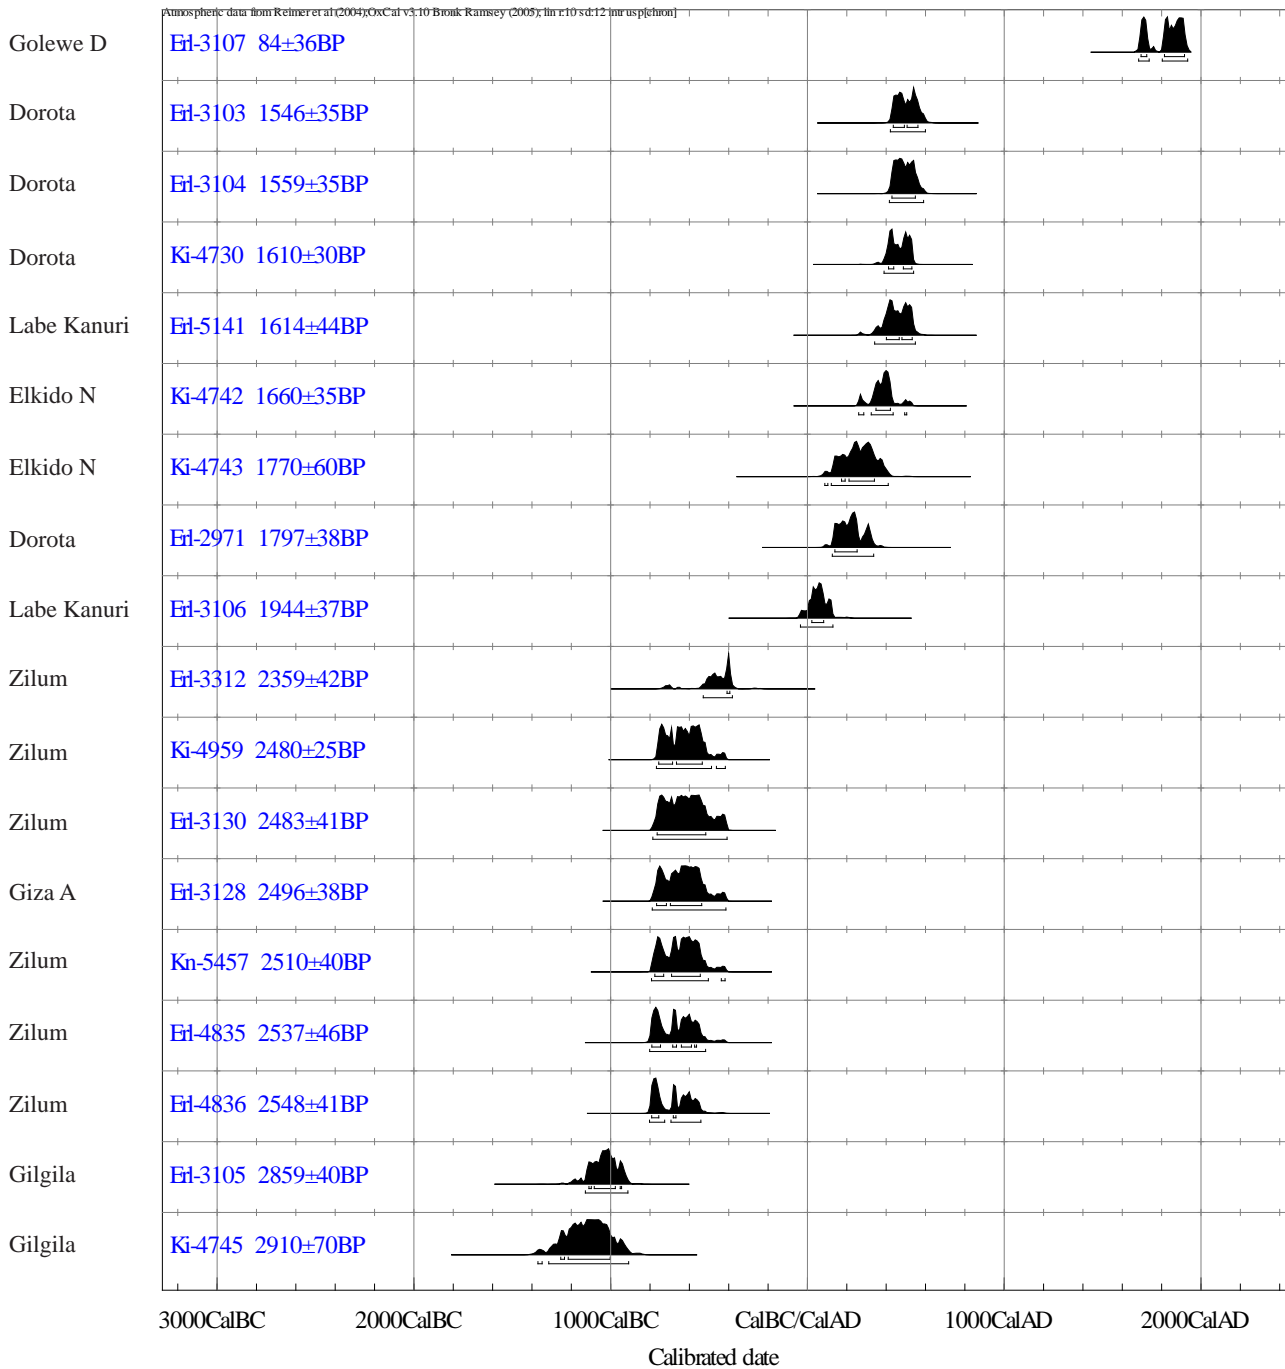 Atmospheric data from Reimer et al (2004);OxCal v3.10 Bronk Ramsey (2005); lin r:10 sd:12 intr usp[chron]
Golewe D Erl-3107 84±36BP
Dorota Erl-3103 1546±35BP
Dorota Erl-3104 1559±35BP
Dorota Ki-4730 1610±30BP
Labe Kanuri Erl-5141 1614±44BP
Elkido N Ki-4742 1660±35BP
Elkido N Ki-4743 1770±60BP
Dorota Erl-2971 1797±38BP
Labe Kanuri Erl-3106 1944±37BP
Zilum Erl-3312 2359±42BP
Zilum Ki-4959 2480±25BP
Zilum Erl-3130 2483±41BP
Giza A Erl-3128 2496±38BP
Zilum Kn-5457 2510±40BP
Zilum Erl-4835 2537±46BP
Zilum Erl-4836 2548±41BP
Gilgila Erl-3105 2859±40BP
Gilgila Ki-4745 2910±70BP
3000CalBC 2000CalBC 1000CalBC CalBC/CalAD 1000CalAD 2000CalAD
Calibrated date